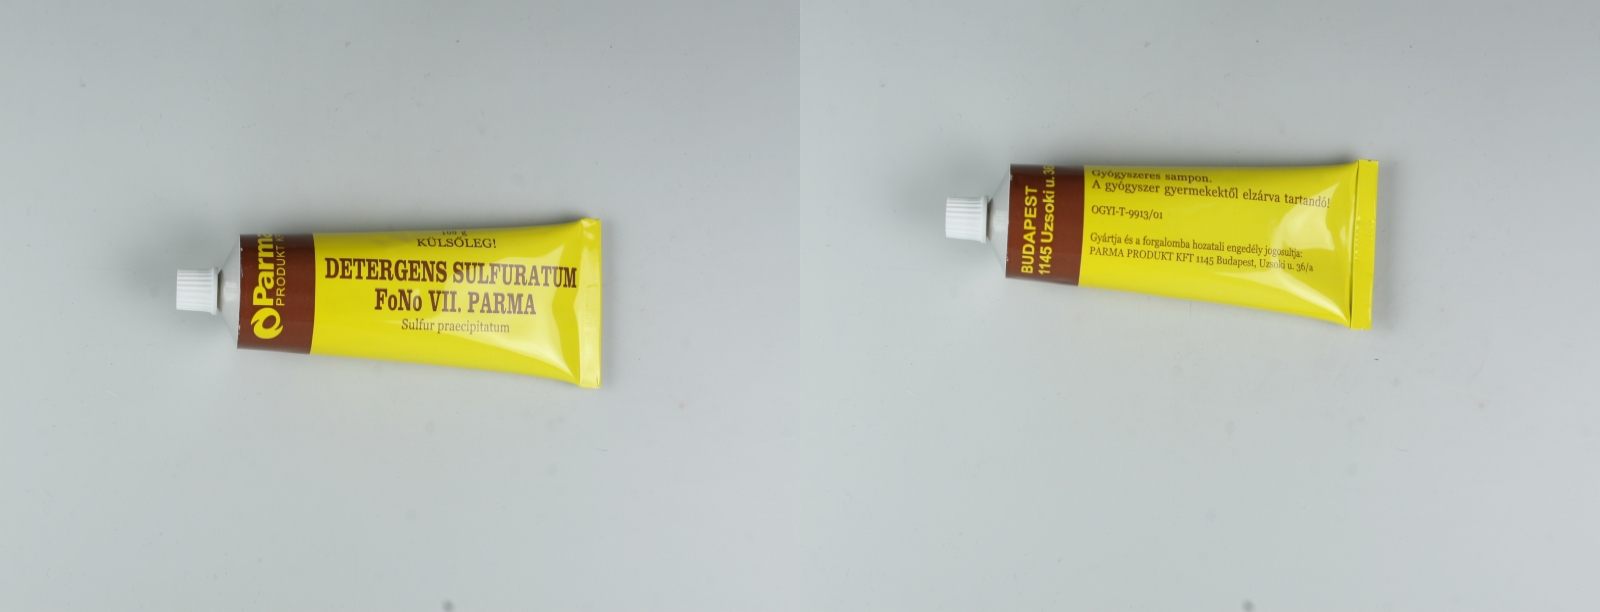 100 g
KÜLSŐLEG!
DETERGENS SULFURATUM
FoNo VII. PARMA
Sulfur praecipitatum
Parma
PRODUKT
BUDAPEST
1145 Uzsoki u.
Gyógyszeres sampon.
A gyógyszer gyermekektől elzárva tartandó!
OGYI-T-9913/01
Gyártja és a forgalomba hozatali engedély jogosultja:
PARMA PRODUKT KFT 1145 Budapest, Uzsoki u. 36/a